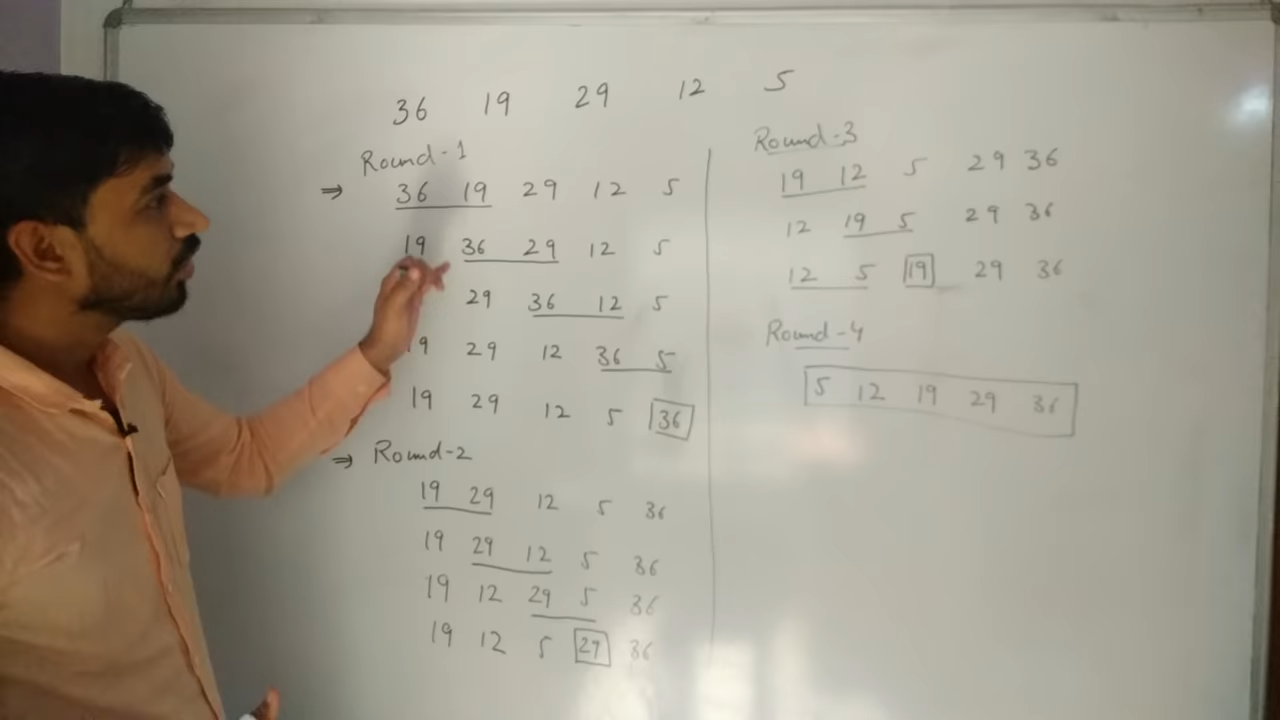 36 19 29 12 5
Round-1
⇒ 36 19 29 12 5
19 36 29 12 5
29 36 12 5
19 29 12 36 5
19 29 12 5 36
⇒ Round-2
19 29 12 5 36
19 29 12 5 36
19 12 29 5 36
19 12 5 29 36
Round-3
19 12 5 29 36
12 19 5 29 36
12 5 19 29 36
Round-4
5 12 19 29 36